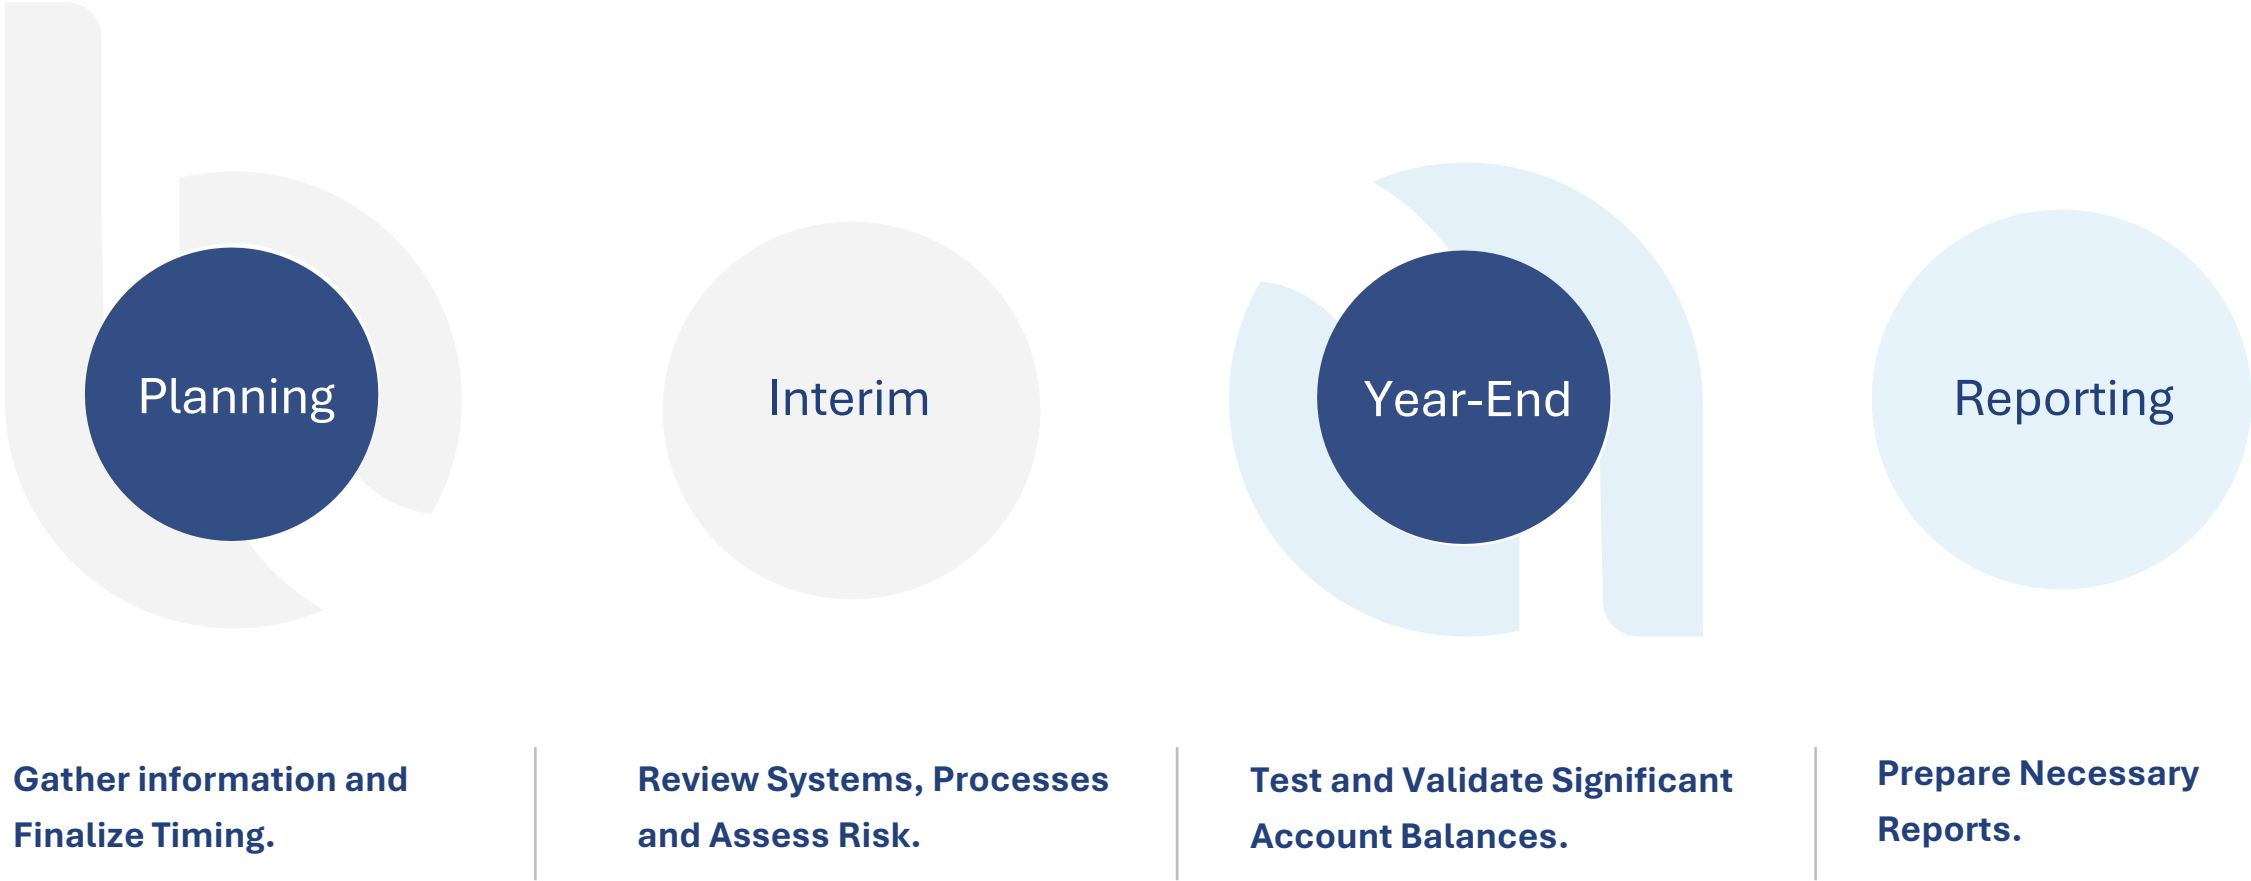 Planning
Interim
Year-End
Reporting
Gather information and
Finalize Timing.
Review Systems, Processes
and Assess Risk.
Test and Validate Significant
Account Balances.
Prepare Necessary
Reports.